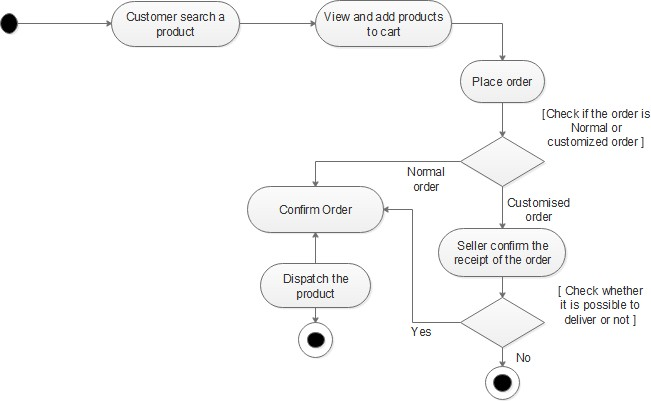 Customer search a
product
View and add products
to cart
Place order
[Check if the order is
Normal or
customized order ]
Normal
order
Confirm Order
Customised
order
Seller confirm the
receipt of the order
Dispatch the
product
[ Check whether
it is possible to
deliver or not ]
Yes
No